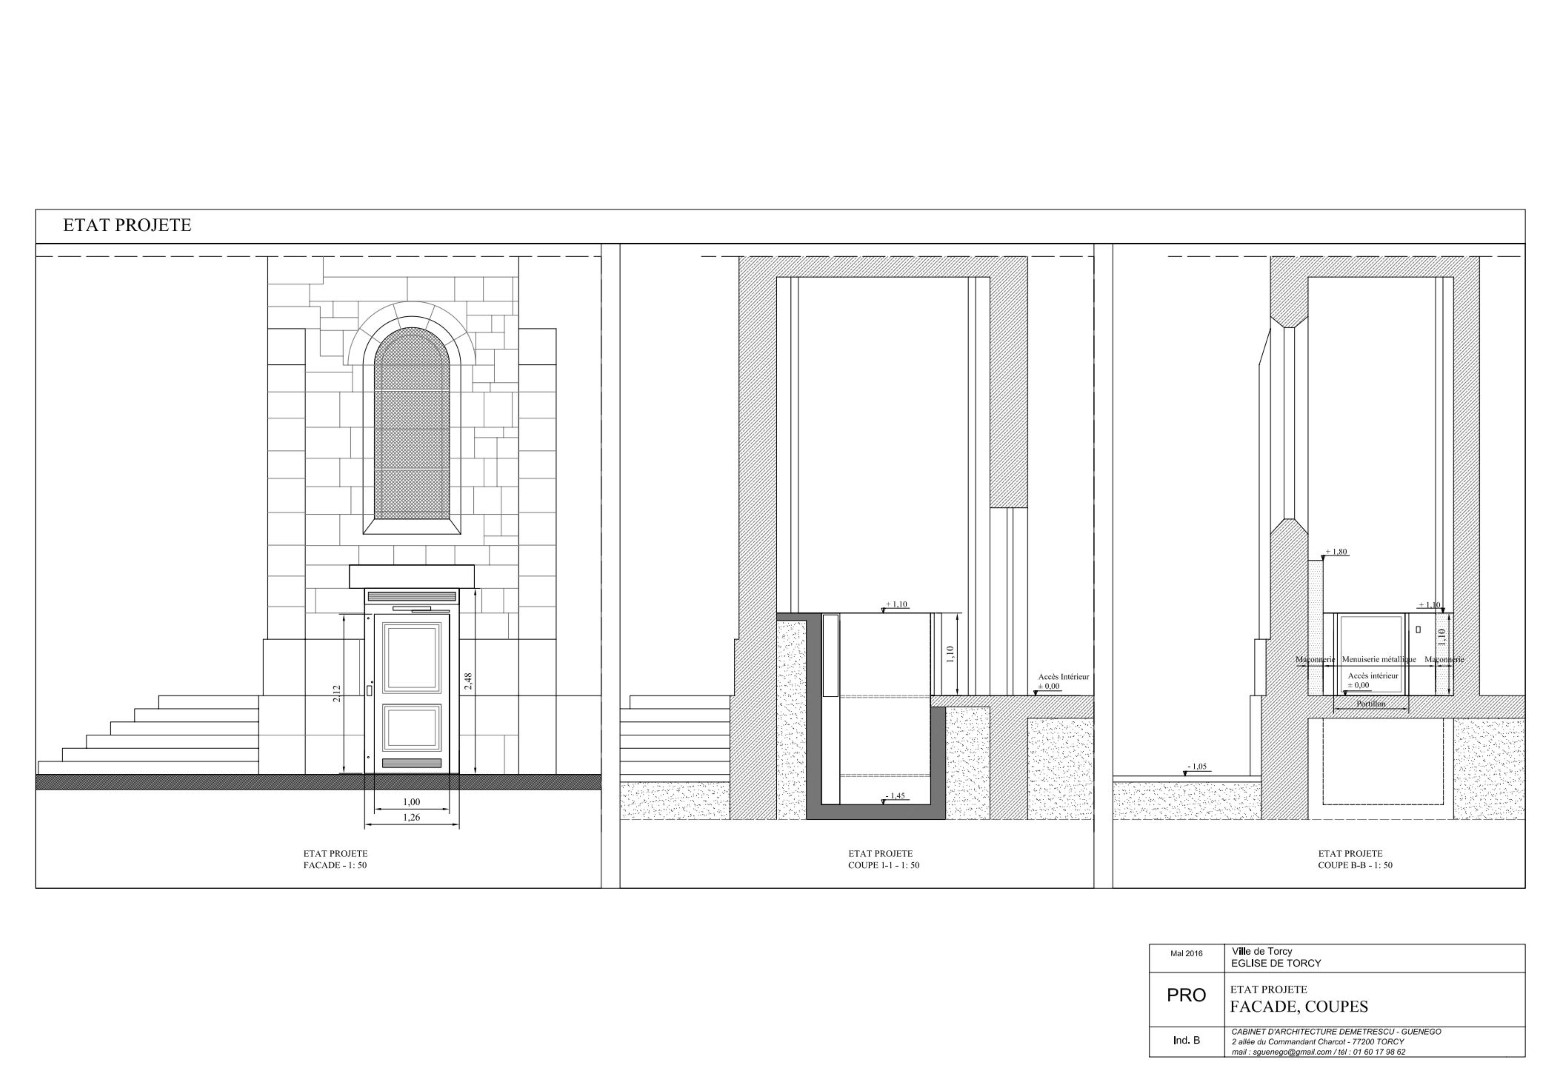 ETAT PROJETE
2,12
2,48
1,00
1,26
ETAT PROJETE
FACADE - 1: 50
+ 1,10
1,10
Accès Intérieur
± 0,00
- 1,45
ETAT PROJETE
COUPE 1-1 - 1: 50
+ 1,80
+ 1,10
1,10
Maçonnerie Menuiserie métallique Maçonnerie
Accès intérieur
± 0,00
Portillon
- 1,05
ETAT PROJETE
COUPE B-B - 1: 50
Mai 2016
Ville de Torcy
EGLISE DE TORCY
PRO
ETAT PROJETE
FACADE, COUPES
Ind. B
CABINET D'ARCHITECTURE DEMETRESCU - GUENEGO
2 allée du Commandant Charcot - 77200 TORCY
mail : sguenego@gmail.com / tél : 01 60 17 98 62